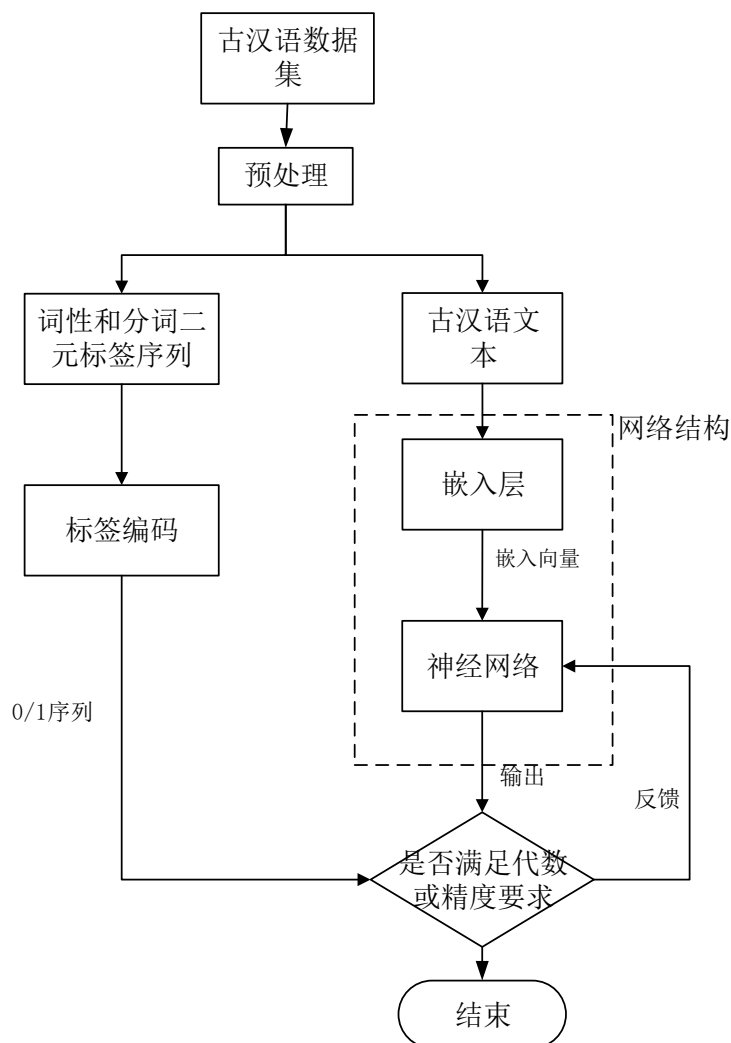 古汉语数据
集
预处理
词性和分词二
元标签序列
古汉语文
本
网络结构
标签编码
嵌入层
嵌入向量
神经网络
0/1序列
输出
反馈
是否满足代数
或精度要求
结束